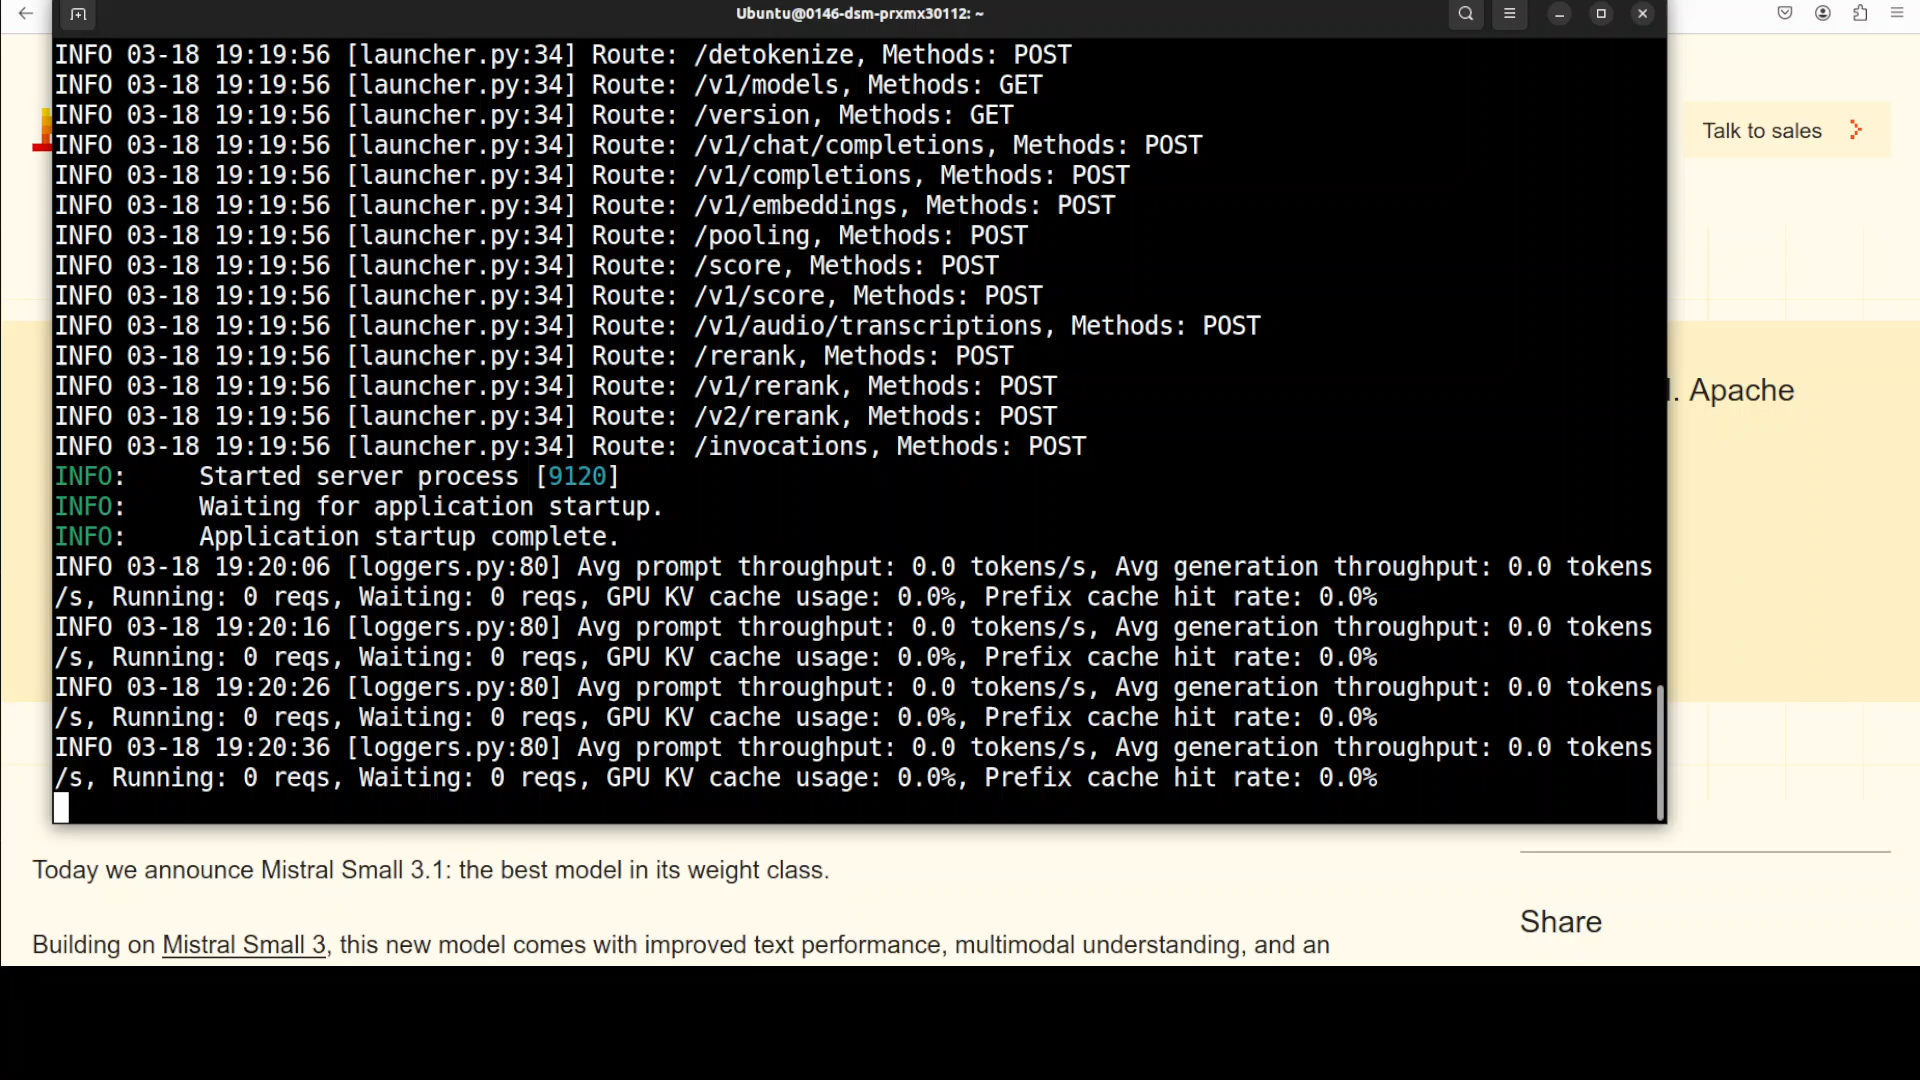 Ubuntu@0146-dsm-prxmx30112: ~
INFO 03-18 19:19:56 [launcher.py:34] Route: /detokenize, Methods: POST
INFO 03-18 19:19:56 [launcher.py:34] Route: /v1/models, Methods: GET
INFO 03-18 19:19:56 [launcher.py:34] Route: /version, Methods: GET
INFO 03-18 19:19:56 [launcher.py:34] Route: /v1/chat/completions, Methods: POST
INFO 03-18 19:19:56 [launcher.py:34] Route: /v1/completions, Methods: POST
INFO 03-18 19:19:56 [launcher.py:34] Route: /v1/embeddings, Methods: POST
INFO 03-18 19:19:56 [launcher.py:34] Route: /pooling, Methods: POST
INFO 03-18 19:19:56 [launcher.py:34] Route: /score, Methods: POST
INFO 03-18 19:19:56 [launcher.py:34] Route: /v1/score, Methods: POST
INFO 03-18 19:19:56 [launcher.py:34] Route: /v1/audio/transcriptions, Methods: POST
INFO 03-18 19:19:56 [launcher.py:34] Route: /rerank, Methods: POST
INFO 03-18 19:19:56 [launcher.py:34] Route: /v1/rerank, Methods: POST
INFO 03-18 19:19:56 [launcher.py:34] Route: /v2/rerank, Methods: POST
INFO 03-18 19:19:56 [launcher.py:34] Route: /invocations, Methods: POST
INFO:     Started server process [9120]
INFO:     Waiting for application startup.
INFO:     Application startup complete.
INFO 03-18 19:20:06 [loggers.py:80] Avg prompt throughput: 0.0 tokens/s, Avg generation throughput: 0.0 tokens
/s, Running: 0 reqs, Waiting: 0 reqs, GPU KV cache usage: 0.0%, Prefix cache hit rate: 0.0%
INFO 03-18 19:20:16 [loggers.py:80] Avg prompt throughput: 0.0 tokens/s, Avg generation throughput: 0.0 tokens
/s, Running: 0 reqs, Waiting: 0 reqs, GPU KV cache usage: 0.0%, Prefix cache hit rate: 0.0%
INFO 03-18 19:20:26 [loggers.py:80] Avg prompt throughput: 0.0 tokens/s, Avg generation throughput: 0.0 tokens
/s, Running: 0 reqs, Waiting: 0 reqs, GPU KV cache usage: 0.0%, Prefix cache hit rate: 0.0%
INFO 03-18 19:20:36 [loggers.py:80] Avg prompt throughput: 0.0 tokens/s, Avg generation throughput: 0.0 tokens
/s, Running: 0 reqs, Waiting: 0 reqs, GPU KV cache usage: 0.0%, Prefix cache hit rate: 0.0%
Talk to sales
. Apache
Today we announce Mistral Small 3.1: the best model in its weight class.
Building on Mistral Small 3, this new model comes with improved text performance, multimodal understanding, and an
Share